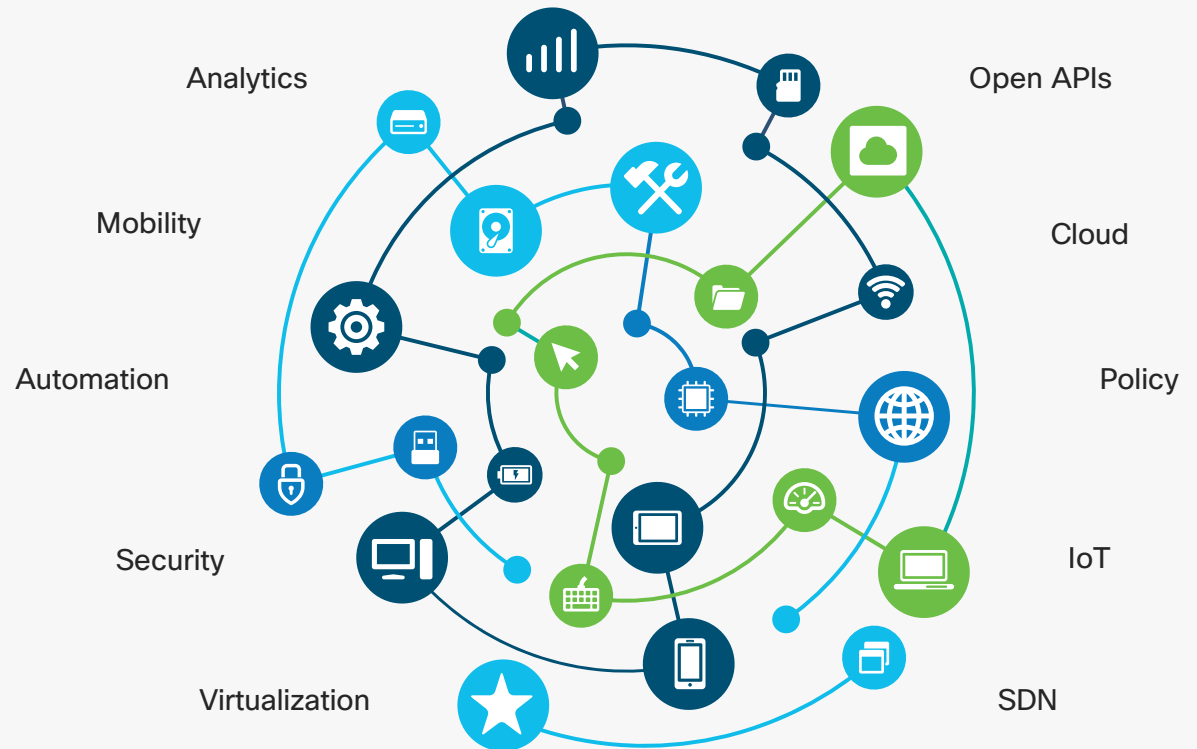 Analytics
Open APIs
Mobility
Cloud
Automation
Policy
Security
IoT
Virtualization
SDN